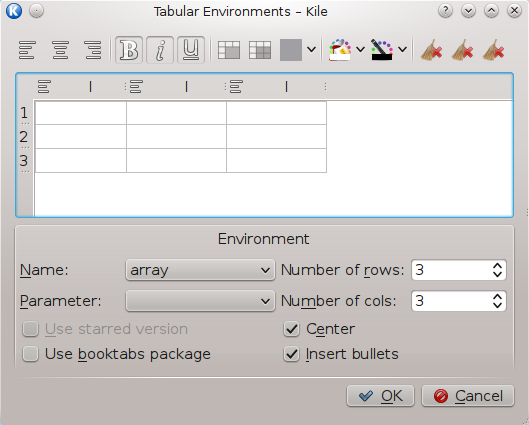 Tabular Environments – Kile
B i U
l l l
1
2
3
Environment
Name: array Number of rows: 3
Parameter: Number of cols: 3
Use starred version Center
Use booktabs package Insert bullets
OK Cancel